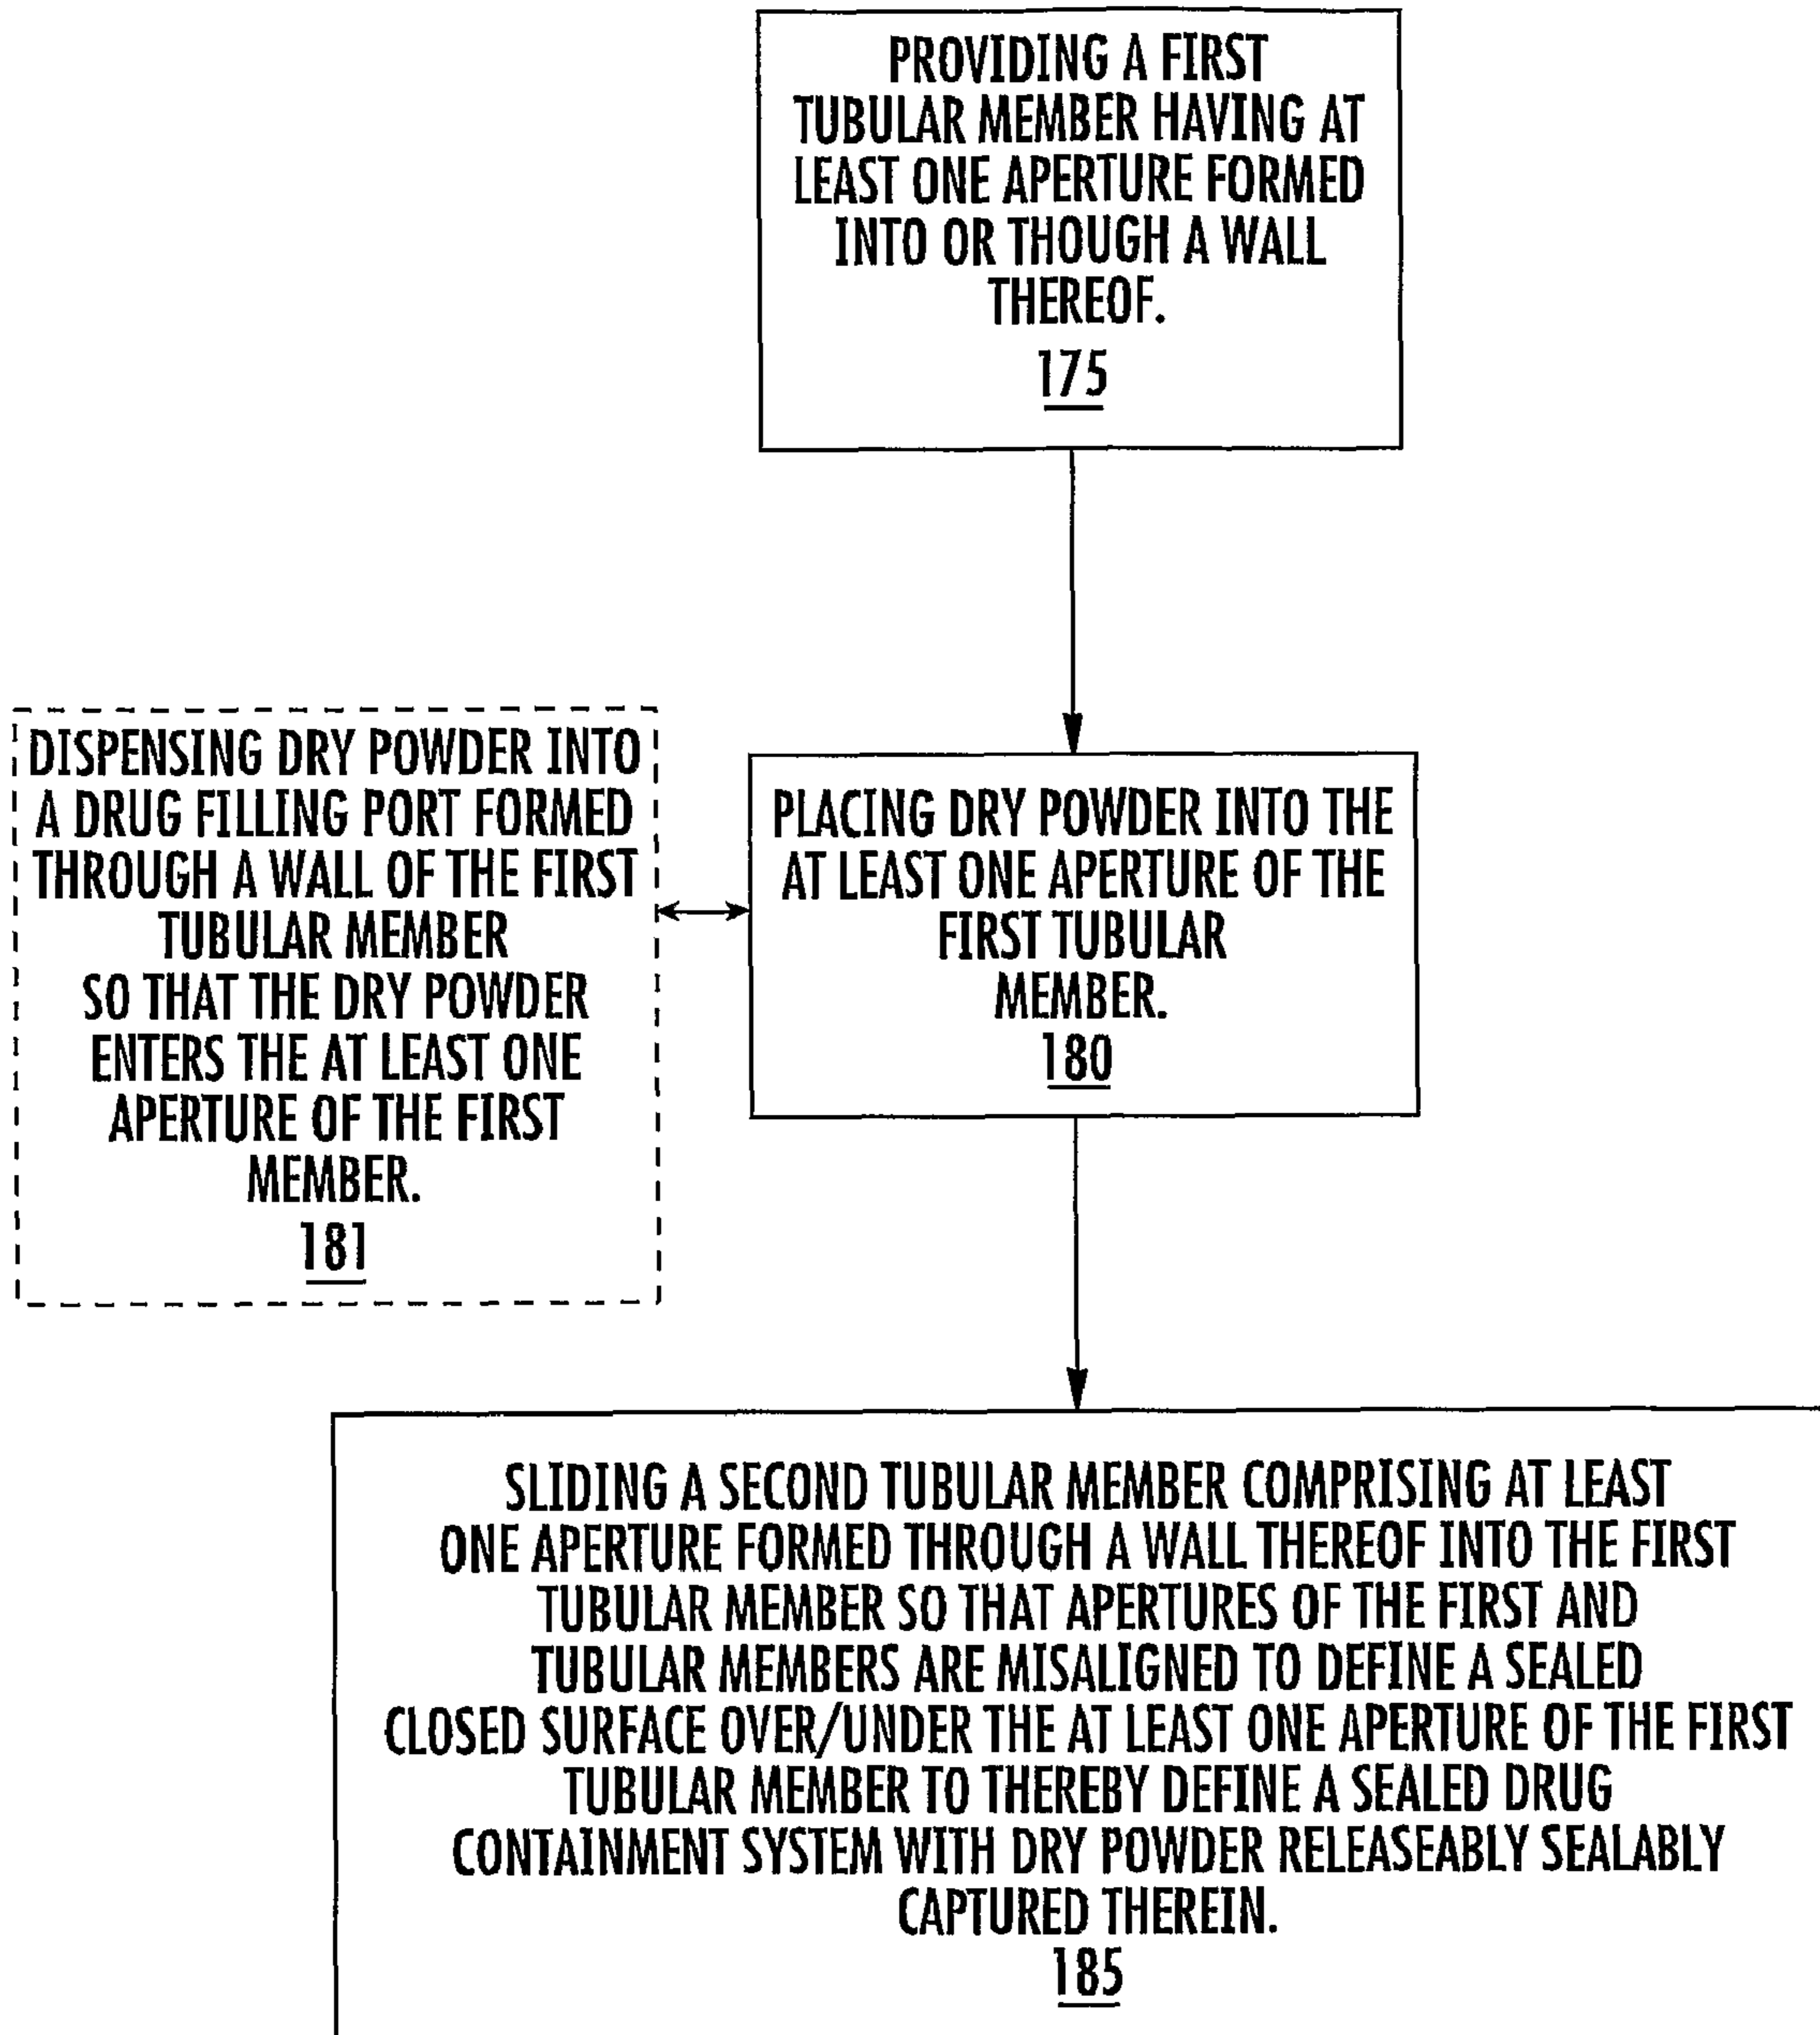 PROVIDING A FIRST
TUBULAR MEMBER HAVING AT
LEAST ONE APERTURE FORMED
INTO OR THOUGH A WALL
THEREOF.
175
DISPENSING DRY POWDER INTO
A DRUG FILLING PORT FORMED
THROUGH A WALL OF THE FIRST
TUBULAR MEMBER
SO THAT THE DRY POWDER
ENTERS THE AT LEAST ONE
APERTURE OF THE FIRST
MEMBER.
181
PLACING DRY POWDER INTO THE
AT LEAST ONE APERTURE OF THE
FIRST TUBULAR
MEMBER.
180
SLIDING A SECOND TUBULAR MEMBER COMPRISING AT LEAST
ONE APERTURE FORMED THROUGH A WALL THEREOF INTO THE FIRST
TUBULAR MEMBER SO THAT APERTURES OF THE FIRST AND
TUBULAR MEMBERS ARE MISALIGNED TO DEFINE A SEALED
CLOSED SURFACE OVER/UNDER THE AT LEAST ONE APERTURE OF THE FIRST
TUBULAR MEMBER TO THEREBY DEFINE A SEALED DRUG
CONTAINMENT SYSTEM WITH DRY POWDER RELEASEABLY SEALABLY
CAPTURED THEREIN.
185